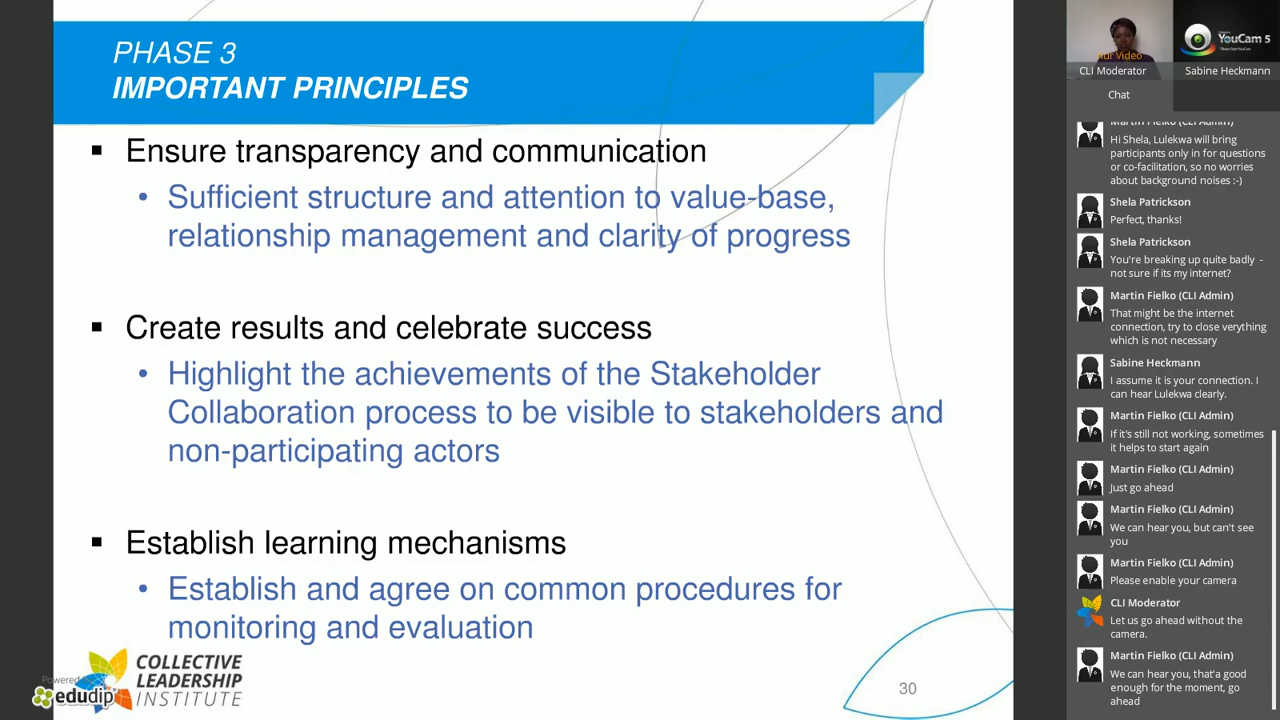 PHASE 3
IMPORTANT PRINCIPLES
▪ Ensure transparency and communication
• Sufficient structure and attention to value-base,
relationship management and clarity of progress
▪ Create results and celebrate success
• Highlight the achievements of the Stakeholder
Collaboration process to be visible to stakeholders and
non-participating actors
▪ Establish learning mechanisms
• Establish and agree on common procedures for
monitoring and evaluation
COLLECTIVE
LEADERSHIP
INSTITUTE
Powered
edudip
30
Video
CLI Moderator
YouCam 5
Sabine Heckmann
Chat
Martin Fielko (CLI Admin)
Hi Shela, Lulekwa will bring
participants only in for questions
or co-facilitation, so no worries
about background noises :-)
Shela Patrickson
Perfect, thanks!
Shela Patrickson
You're breaking up quite badly -
not sure if its my internet?
Martin Fielko (CLI Admin)
That might be the internet
connection, try to close verything
which is not necessary
Sabine Heckmann
I assume it is your connection. I
can hear Lulekwa clearly.
Martin Fielko (CLI Admin)
If it's still not working, sometimes
it helps to start again
Martin Fielko (CLI Admin)
Just go ahead
Martin Fielko (CLI Admin)
We can hear you, but can't see
you
Martin Fielko (CLI Admin)
Please enable your camera
CLI Moderator
Let us go ahead without the
camera.
Martin Fielko (CLI Admin)
We can hear you, that'a good
enough for the moment, go
ahead